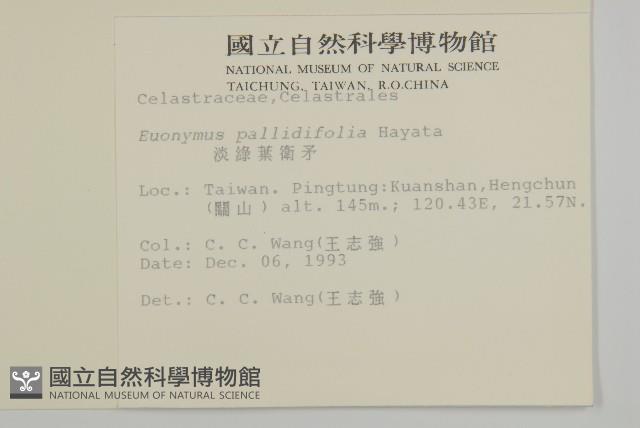 國立自然科學博物館
NATIONAL MUSEUM OF NATURAL SCIENCE
TAICHUNG, TAIWAN, R.O.CHINA
Celastraceae,Celastrales
Euonymus pallidifolia Hayata
淡綠葉衛矛
Loc.: Taiwan. Pingtung:Kuanshan,Hengchun
(關山) alt. 145m.; 120.43E, 21.57N.
Col.: C. C. Wang(王志強)
Date: Dec. 06, 1993
Det.: C. C. Wang(王志強)
國立自然科學博物館
NATIONAL MUSEUM OF NATURAL SCIENCE